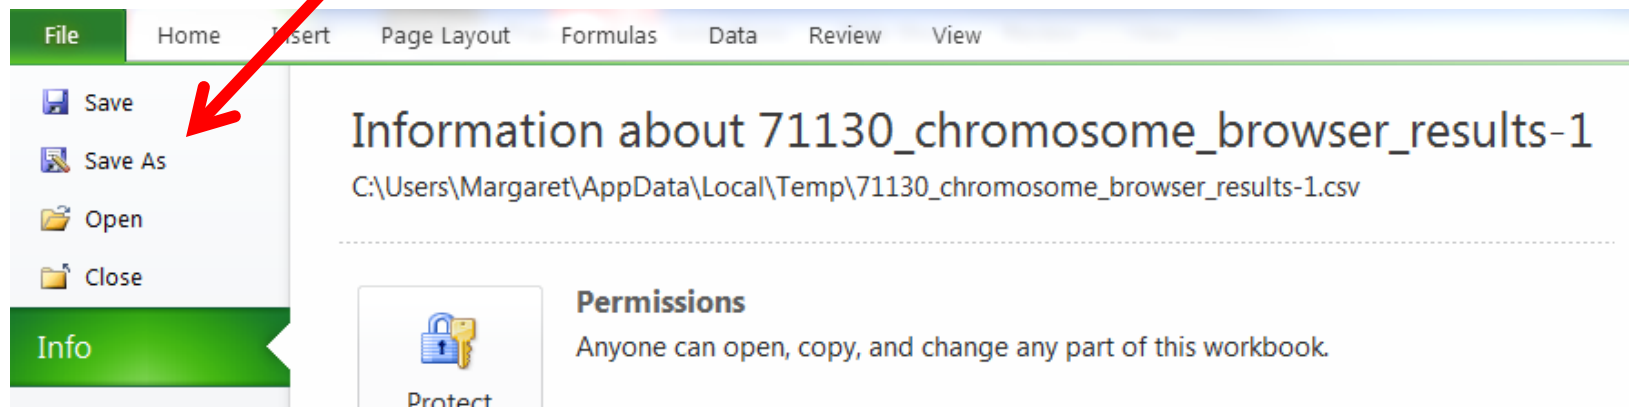 File Home Insert Page Layout Formulas Data Review View
Save
Save As
Open
Close
Info
Information about 71130_chromosome_browser_results-1
C:\Users\Margaret\AppData\Local\Temp\71130_chromosome_browser_results-1.csv
Permissions
Anyone can open, copy, and change any part of this workbook.
Protect